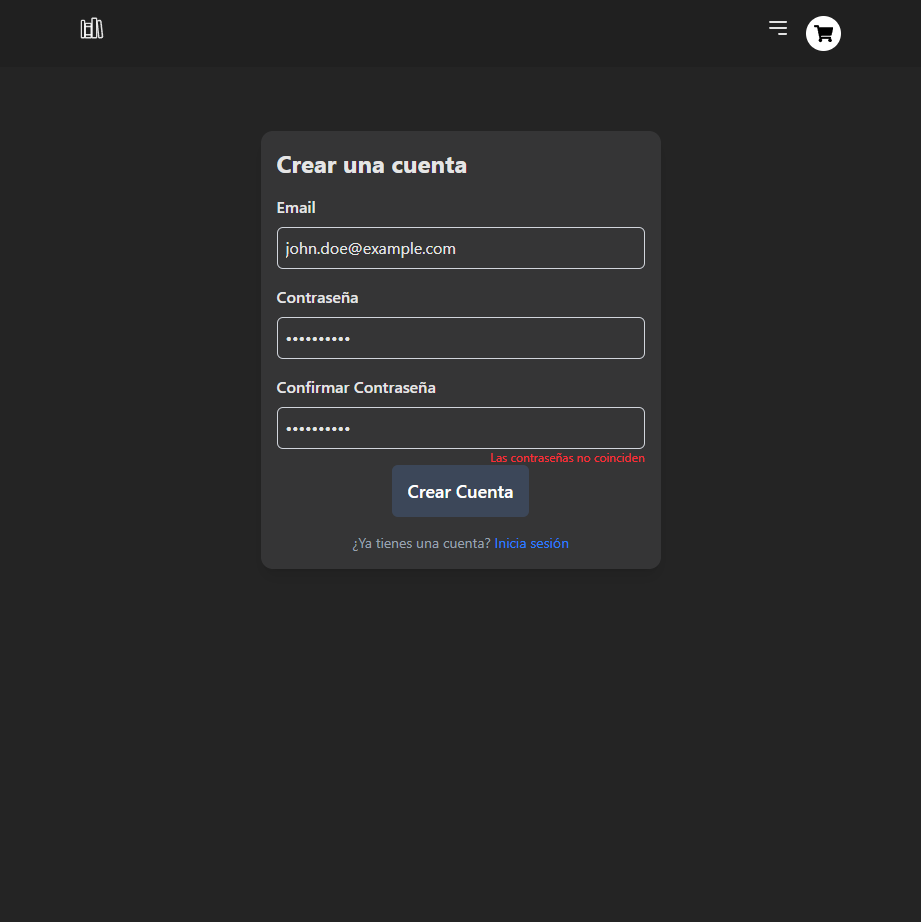 Crear una cuenta
Email
john.doe@example.com
Contraseña
••••••••••
Confirmar Contraseña
••••••••••
Las contraseñas no coinciden
Crear Cuenta
¿Ya tienes una cuenta? Inicia sesión